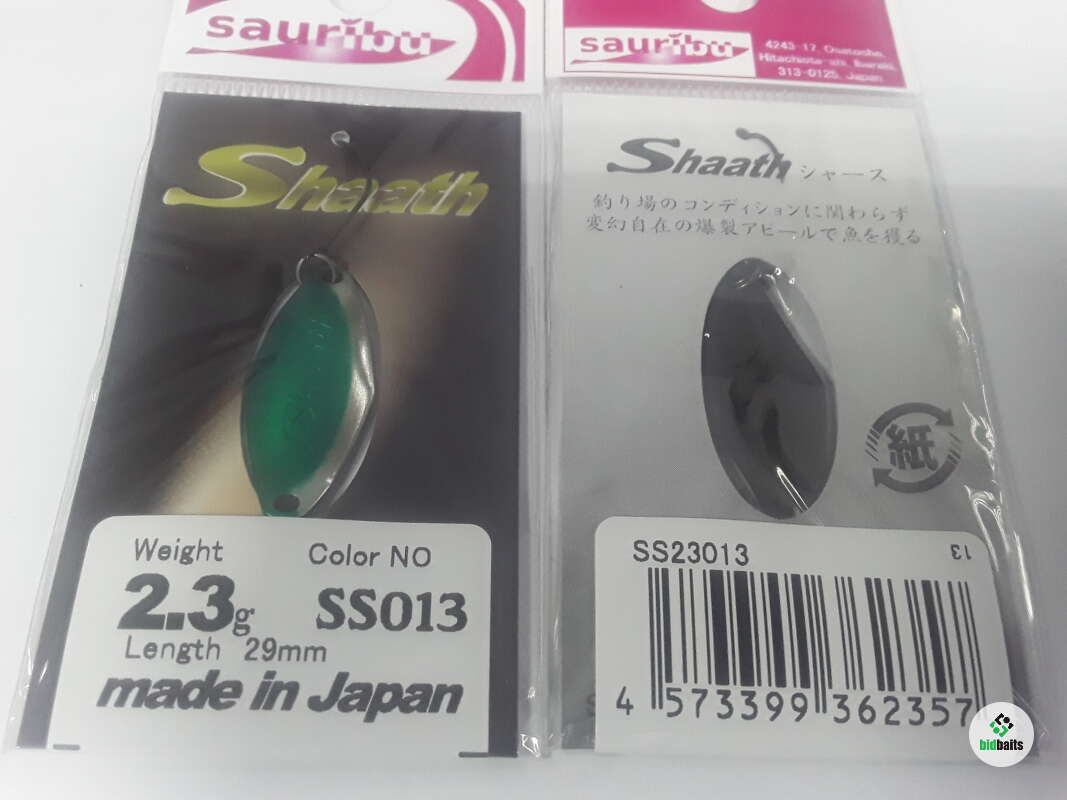 sauribu
Shaath
Weight Color NO
2.3g SS013
Length 29mm
made in Japan
sauribu
4243-17, Osatocho,
Hitachiota-shi, Ibaraki,
313-0125, Japan
Shaath シャース
釣り場のコンディションに関わらず
変幻自在の爆製アピールで魚を獲る
紙
SS23013 13
4 573399 362357
bidbaits